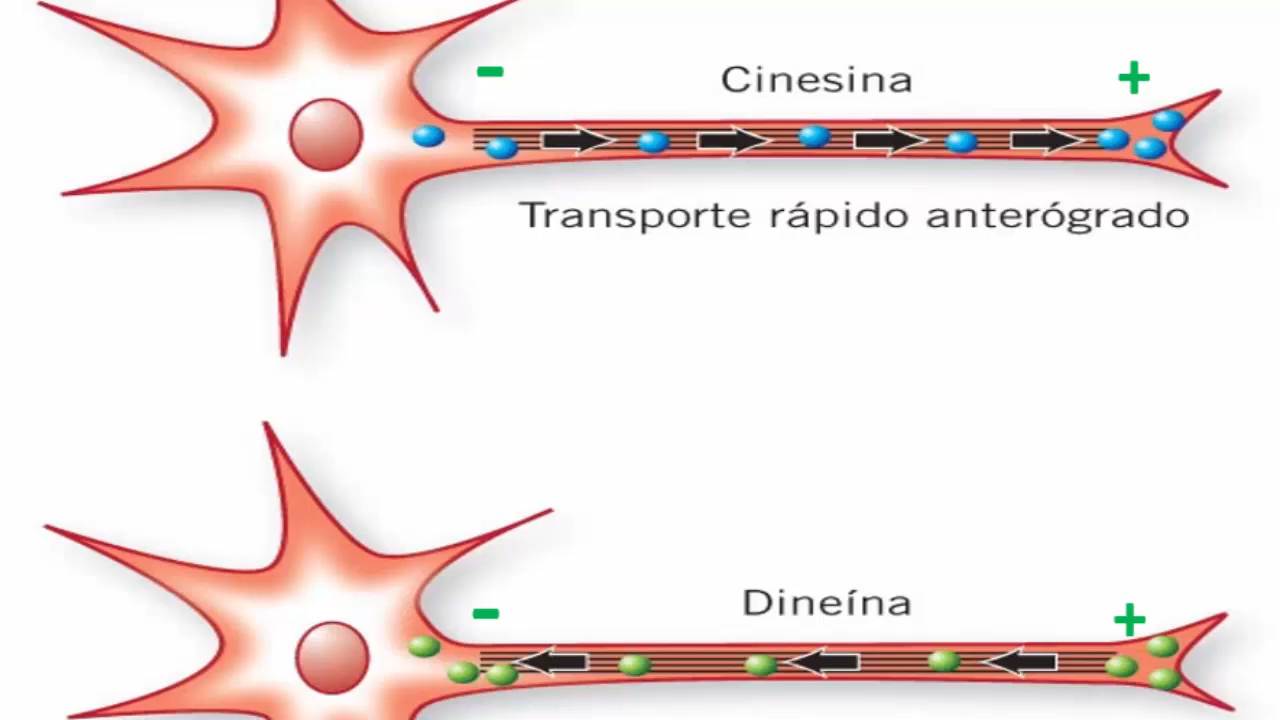 - Cinesina +
Transporte rápido anterógrado
- Dineína +